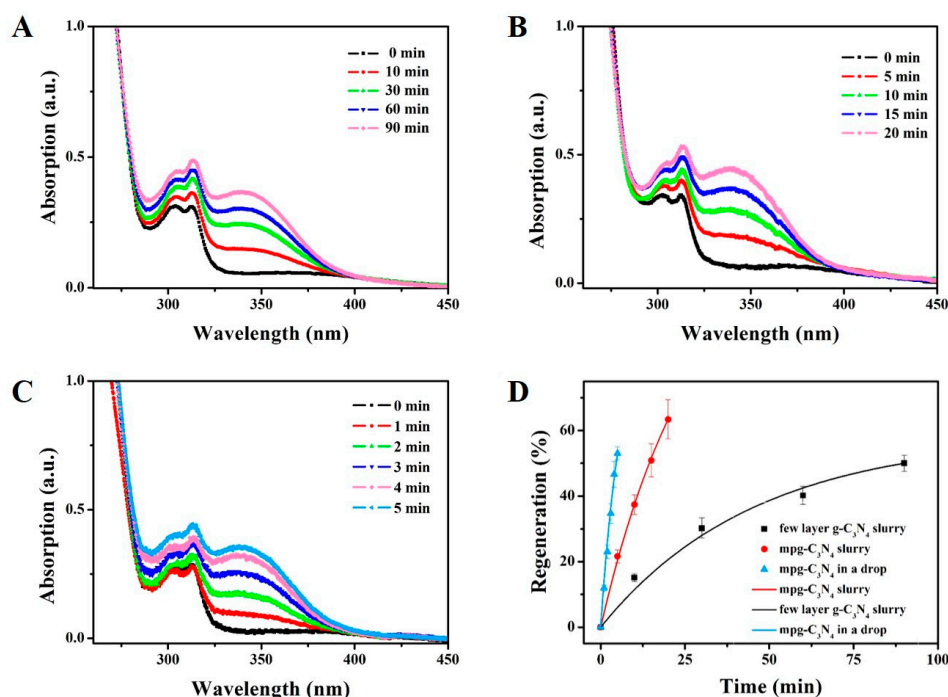 A
1.0
0.5
0.0
Absorption (a.u.)
0 min
10 min
30 min
60 min
90 min
300
350
400
450
Wavelength (nm)
B
1.0
0.5
0.0
Absorption (a.u.)
0 min
5 min
10 min
15 min
20 min
300
350
400
450
Wavelength (nm)
C
1.0
0.5
0.0
Absorption (a.u.)
0 min
1 min
2 min
3 min
4 min
5 min
300
350
400
450
Wavelength (nm)
D
60
40
20
0
Regeneration (%)
few layer g-C₃N₄ slurry
mpg-C₃N₄ slurry
mpg-C₃N₄ in a drop
mpg-C₃N₄ slurry
few layer g-C₃N₄ slurry
mpg-C₃N₄ in a drop
0
25
50
75
100
Time (min)